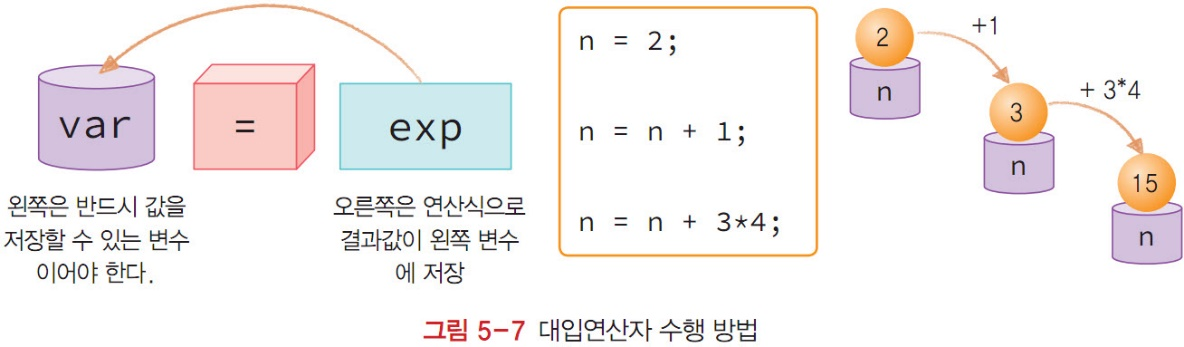 var
=
exp
왼쪽은 반드시 값을
저장할 수 있는 변수
이어야 한다.
오른쪽은 연산식으로
결과값이 왼쪽 변수
에 저장
n = 2;
n = n + 1;
n = n + 3*4;
2
n
+1
3
n
+ 3*4
15
n
그림 5-7 대입연산자 수행 방법